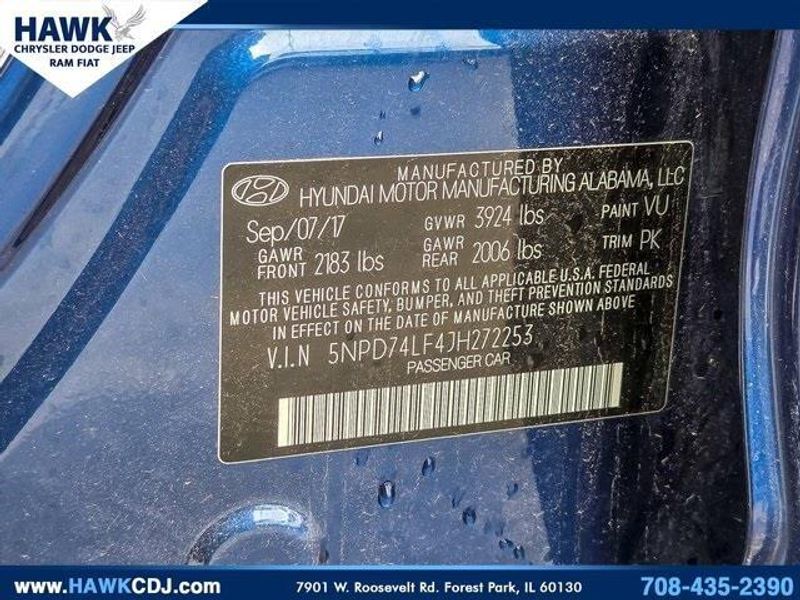 HAWK
CHRYSLER DODGE JEEP
RAM FIAT
MANUFACTURED BY
HYUNDAI MOTOR MANUFACTURING ALABAMA, LLC
Sep/07/17 GVWR 3924 lbs PAINT VU
GAWR FRONT 2183 lbs GAWR REAR 2006 lbs TRIM PK
THIS VEHICLE CONFORMS TO ALL APPLICABLE U.S.A. FEDERAL
MOTOR VEHICLE SAFETY, BUMPER, AND THEFT PREVENTION STANDARDS
IN EFFECT ON THE DATE OF MANUFACTURE SHOWN ABOVE
V.I.N 5NPD74LF4JH272253
PASSENGER CAR
www.HAWKCDJ.com 7901 W. Roosevelt Rd. Forest Park, IL 60130 708-435-2390